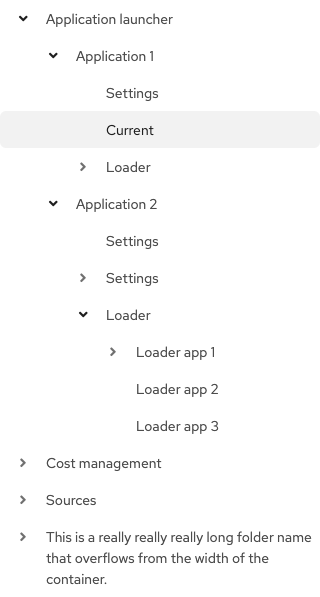 Application launcher
Application 1
Settings
Current
Loader
Application 2
Settings
Settings
Loader
Loader app 1
Loader app 2
Loader app 3
Cost management
Sources
This is a really really really long folder name
that overflows from the width of the
container.